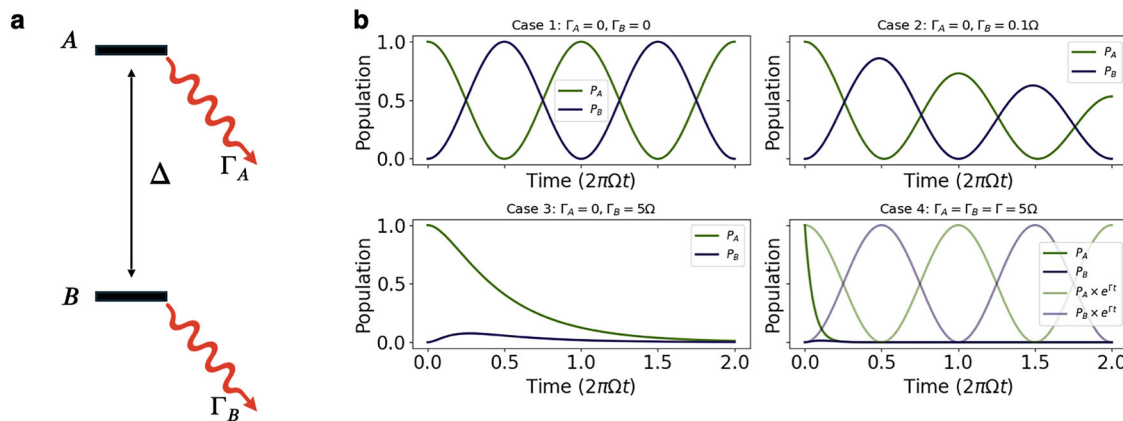 a
A
Γ_A
Δ
B
Γ_B
b
Case 1: Γ_A = 0, Γ_B = 0
1.0
0.5
0.0
Population
P_A
P_B
Time (2πΩt)
Case 2: Γ_A = 0, Γ_B = 0.1Ω
Population
P_A
P_B
Time (2πΩt)
Case 3: Γ_A = 0, Γ_B = 5Ω
1.0
0.5
0.0
Population
P_A
P_B
0.0 0.5 1.0 1.5 2.0
Time (2πΩt)
Case 4: Γ_A = Γ_B = Γ = 5Ω
Population
P_A
P_B
P_A × e^{Γt}
P_B × e^{Γt}
0.0 0.5 1.0 1.5 2.0
Time (2πΩt)